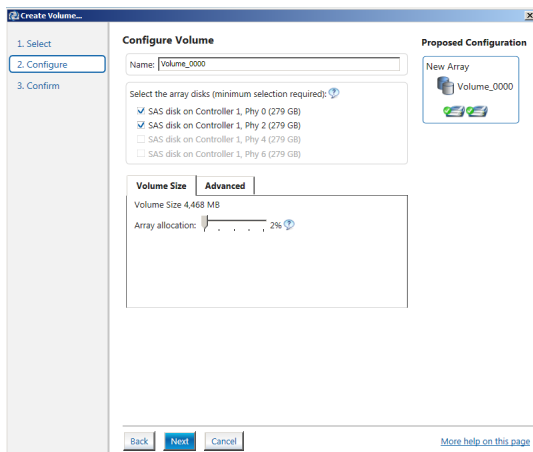 Create Volume...
1. Select
2. Configure
3. Confirm
Configure Volume
Name: Volume_0000
Select the array disks (minimum selection required):
SAS disk on Controller 1, Phy 0 (279 GB)
SAS disk on Controller 1, Phy 2 (279 GB)
SAS disk on Controller 1, Phy 4 (279 GB)
SAS disk on Controller 1, Phy 6 (279 GB)
Volume Size Advanced
Volume Size 4,468 MB
Array allocation: 2%
Proposed Configuration
New Array
Volume_0000
Back Next Cancel
More help on this page